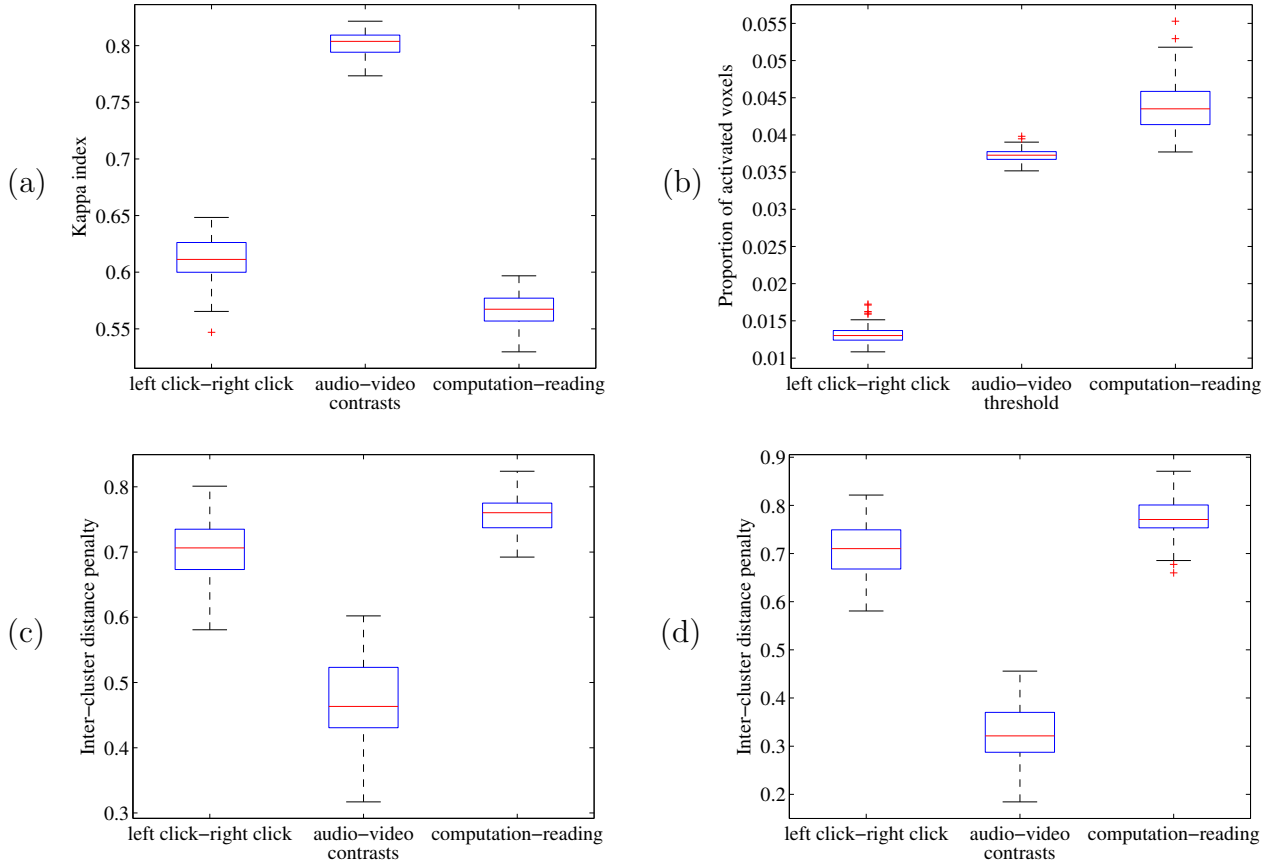 (a)
Kappa index
0.8
0.75
0.7
0.65
0.6
0.55
left click−right click audio−video computation−reading
contrasts
(b)
Proportion of activated voxels
0.055
0.05
0.045
0.04
0.035
0.03
0.025
0.02
0.015
0.01
left click−right click audio−video computation−reading
threshold
(c)
Inter−cluster distance penalty
0.8
0.7
0.6
0.5
0.4
0.3
left click−right click audio−video computation−reading
contrasts
(d)
Inter−cluster distance penalty
0.9
0.8
0.7
0.6
0.5
0.4
0.3
0.2
left click−right click audio−video computation−reading
contrasts